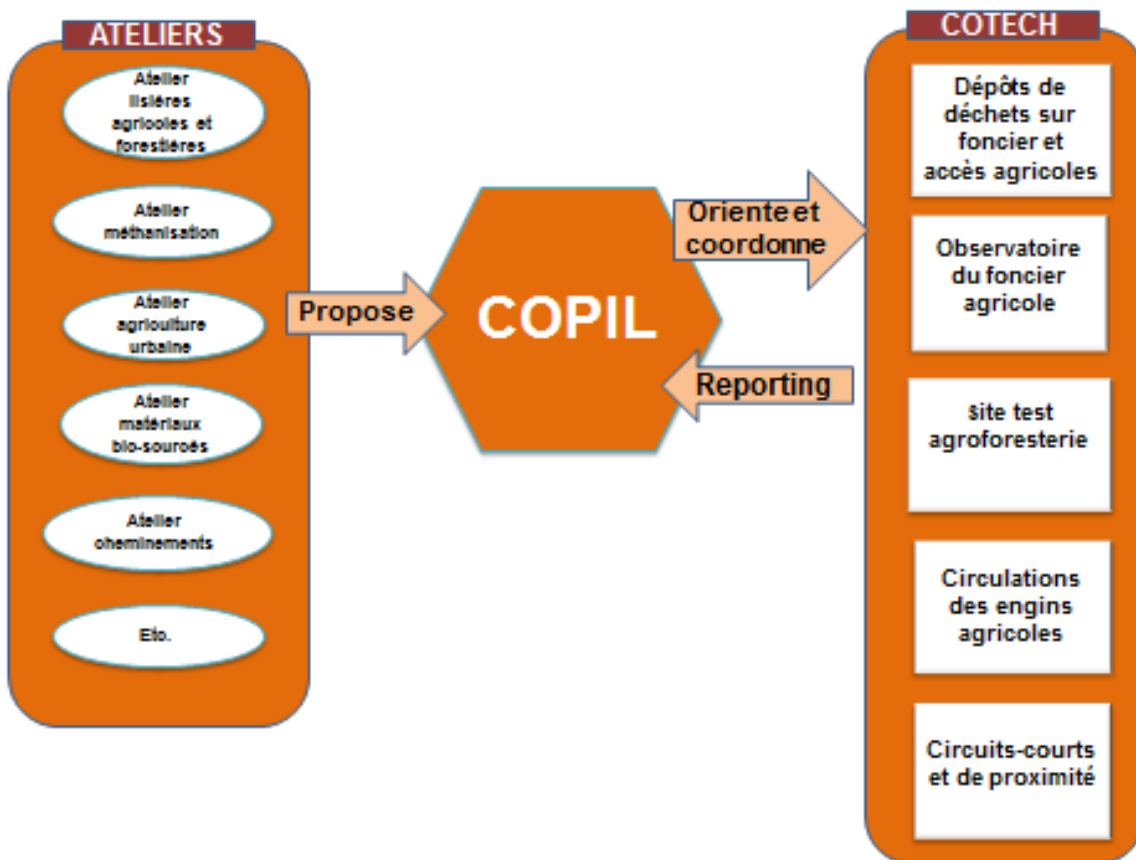 ATELIERS
Atelier
lisières
agricoles et
forestières
Atelier
méthanisation
Atelier
agriculture
urbaine
Atelier
matériaux
bio-sourcés
Atelier
cheminements
Etc.
Propose
COPIL
Oriente et
coordonne
Reporting
COTECH
Dépôts de
déchets sur
foncier et
accès agricoles
Observatoire
du foncier
agricole
Site test
agroforesterie
Circulations
des engins
agricoles
Circuits-courts
et de proximité